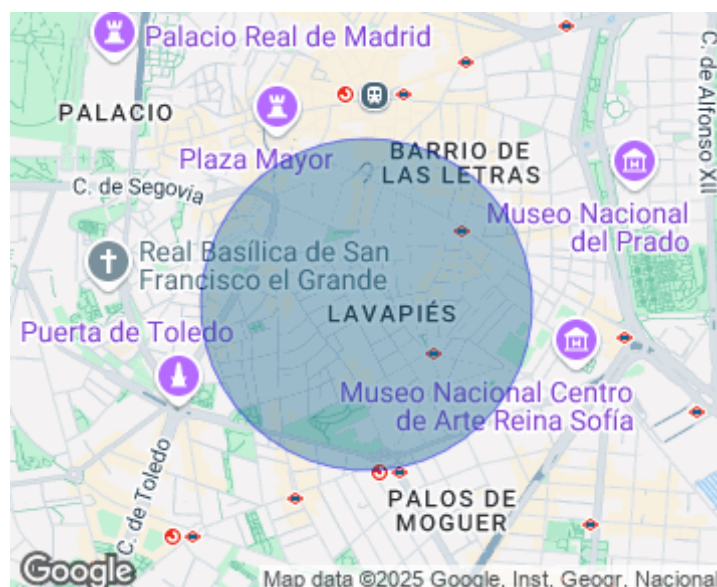 Palacio Real de Madrid
PALACIO
Plaza Mayor
BARRIO DE
LAS LETRAS
C. de Alfonso XII
C. de Segovia
Museo Nacional
del Prado
Real Basílica de San
Francisco el Grande
LAVAPIÉS
Puerta de Toledo
Museo Nacional Centro
de Arte Reina Sofía
C. de Toledo
PALOS DE
MOGUER
Google
Map data ©2025 Google, Inst. Geogr. Nacional